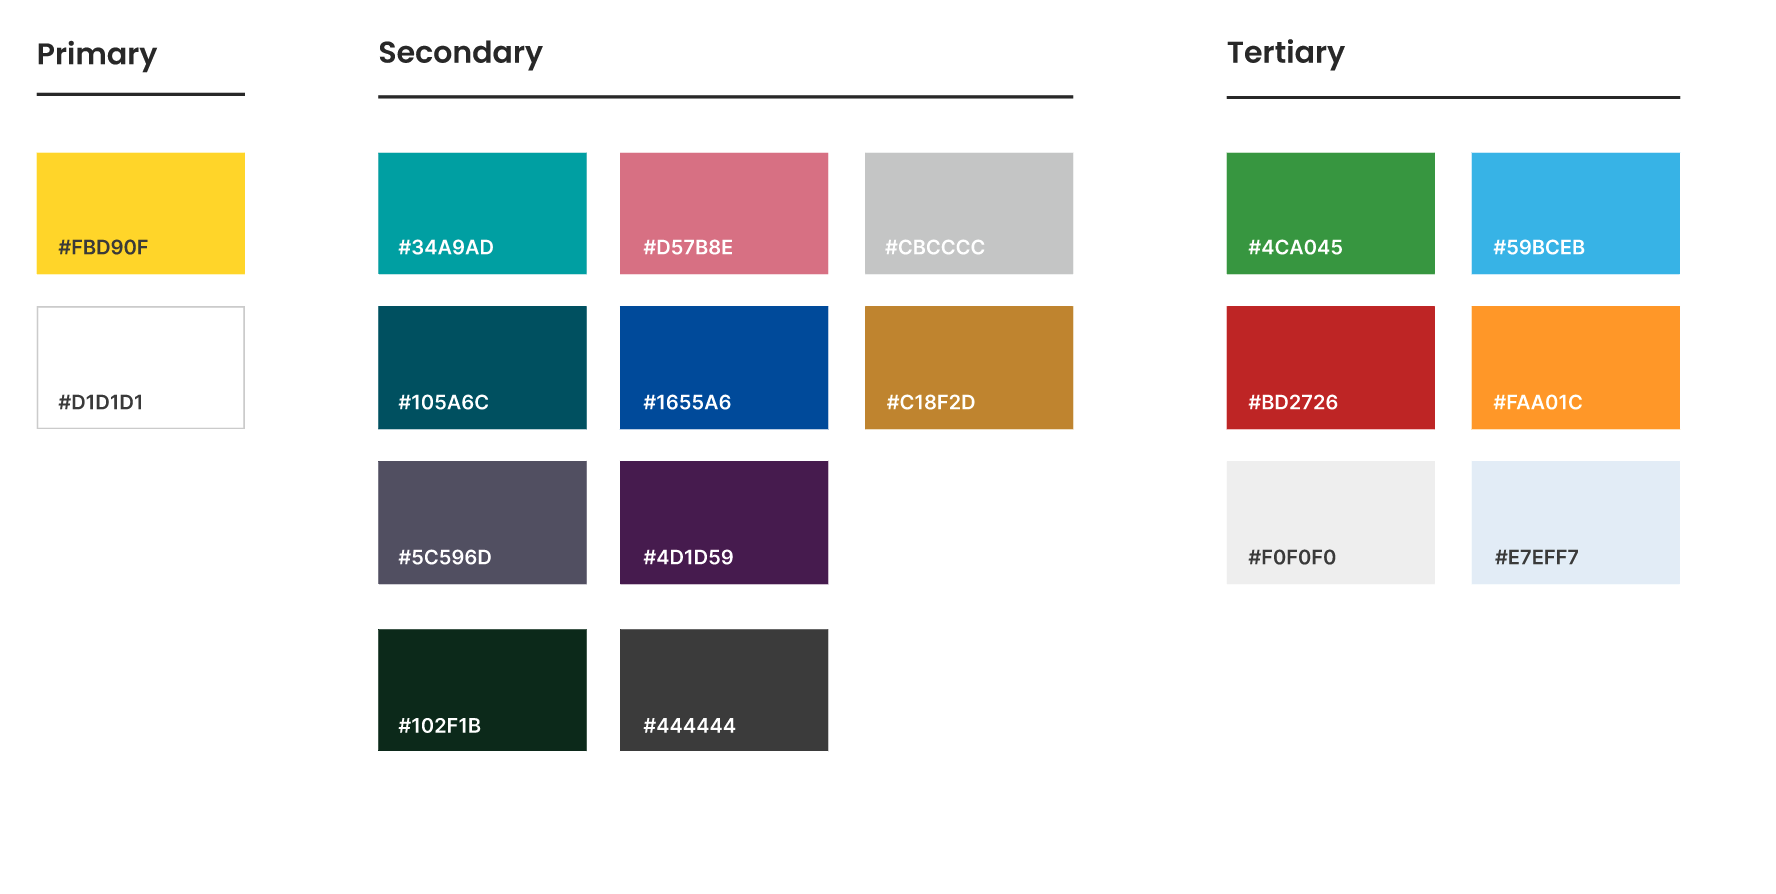 Primary
#FBD90F
#D1D1D1
Secondary
#34A9AD
#D57B8E
#CBCCCC
#105A6C
#1655A6
#C18F2D
#5C596D
#4D1D59
#102F1B
#444444
Tertiary
#4CA045
#59BCEB
#BD2726
#FAA01C
#F0F0F0
#E7EFF7